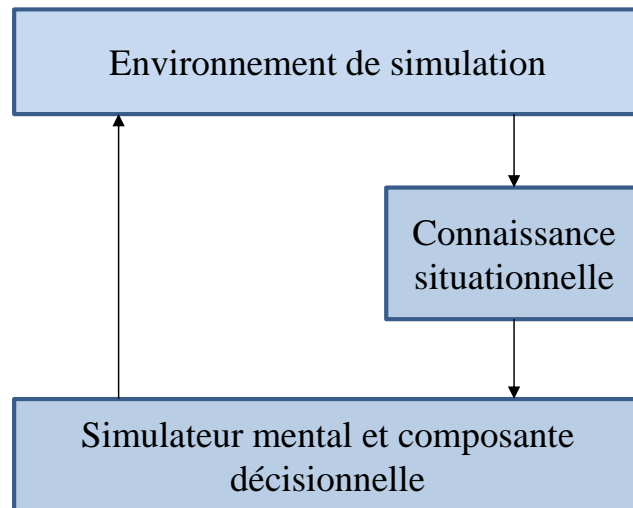 Environnement de simulation
Connaissance
situationnelle
Simulateur mental et composante
décisionnelle